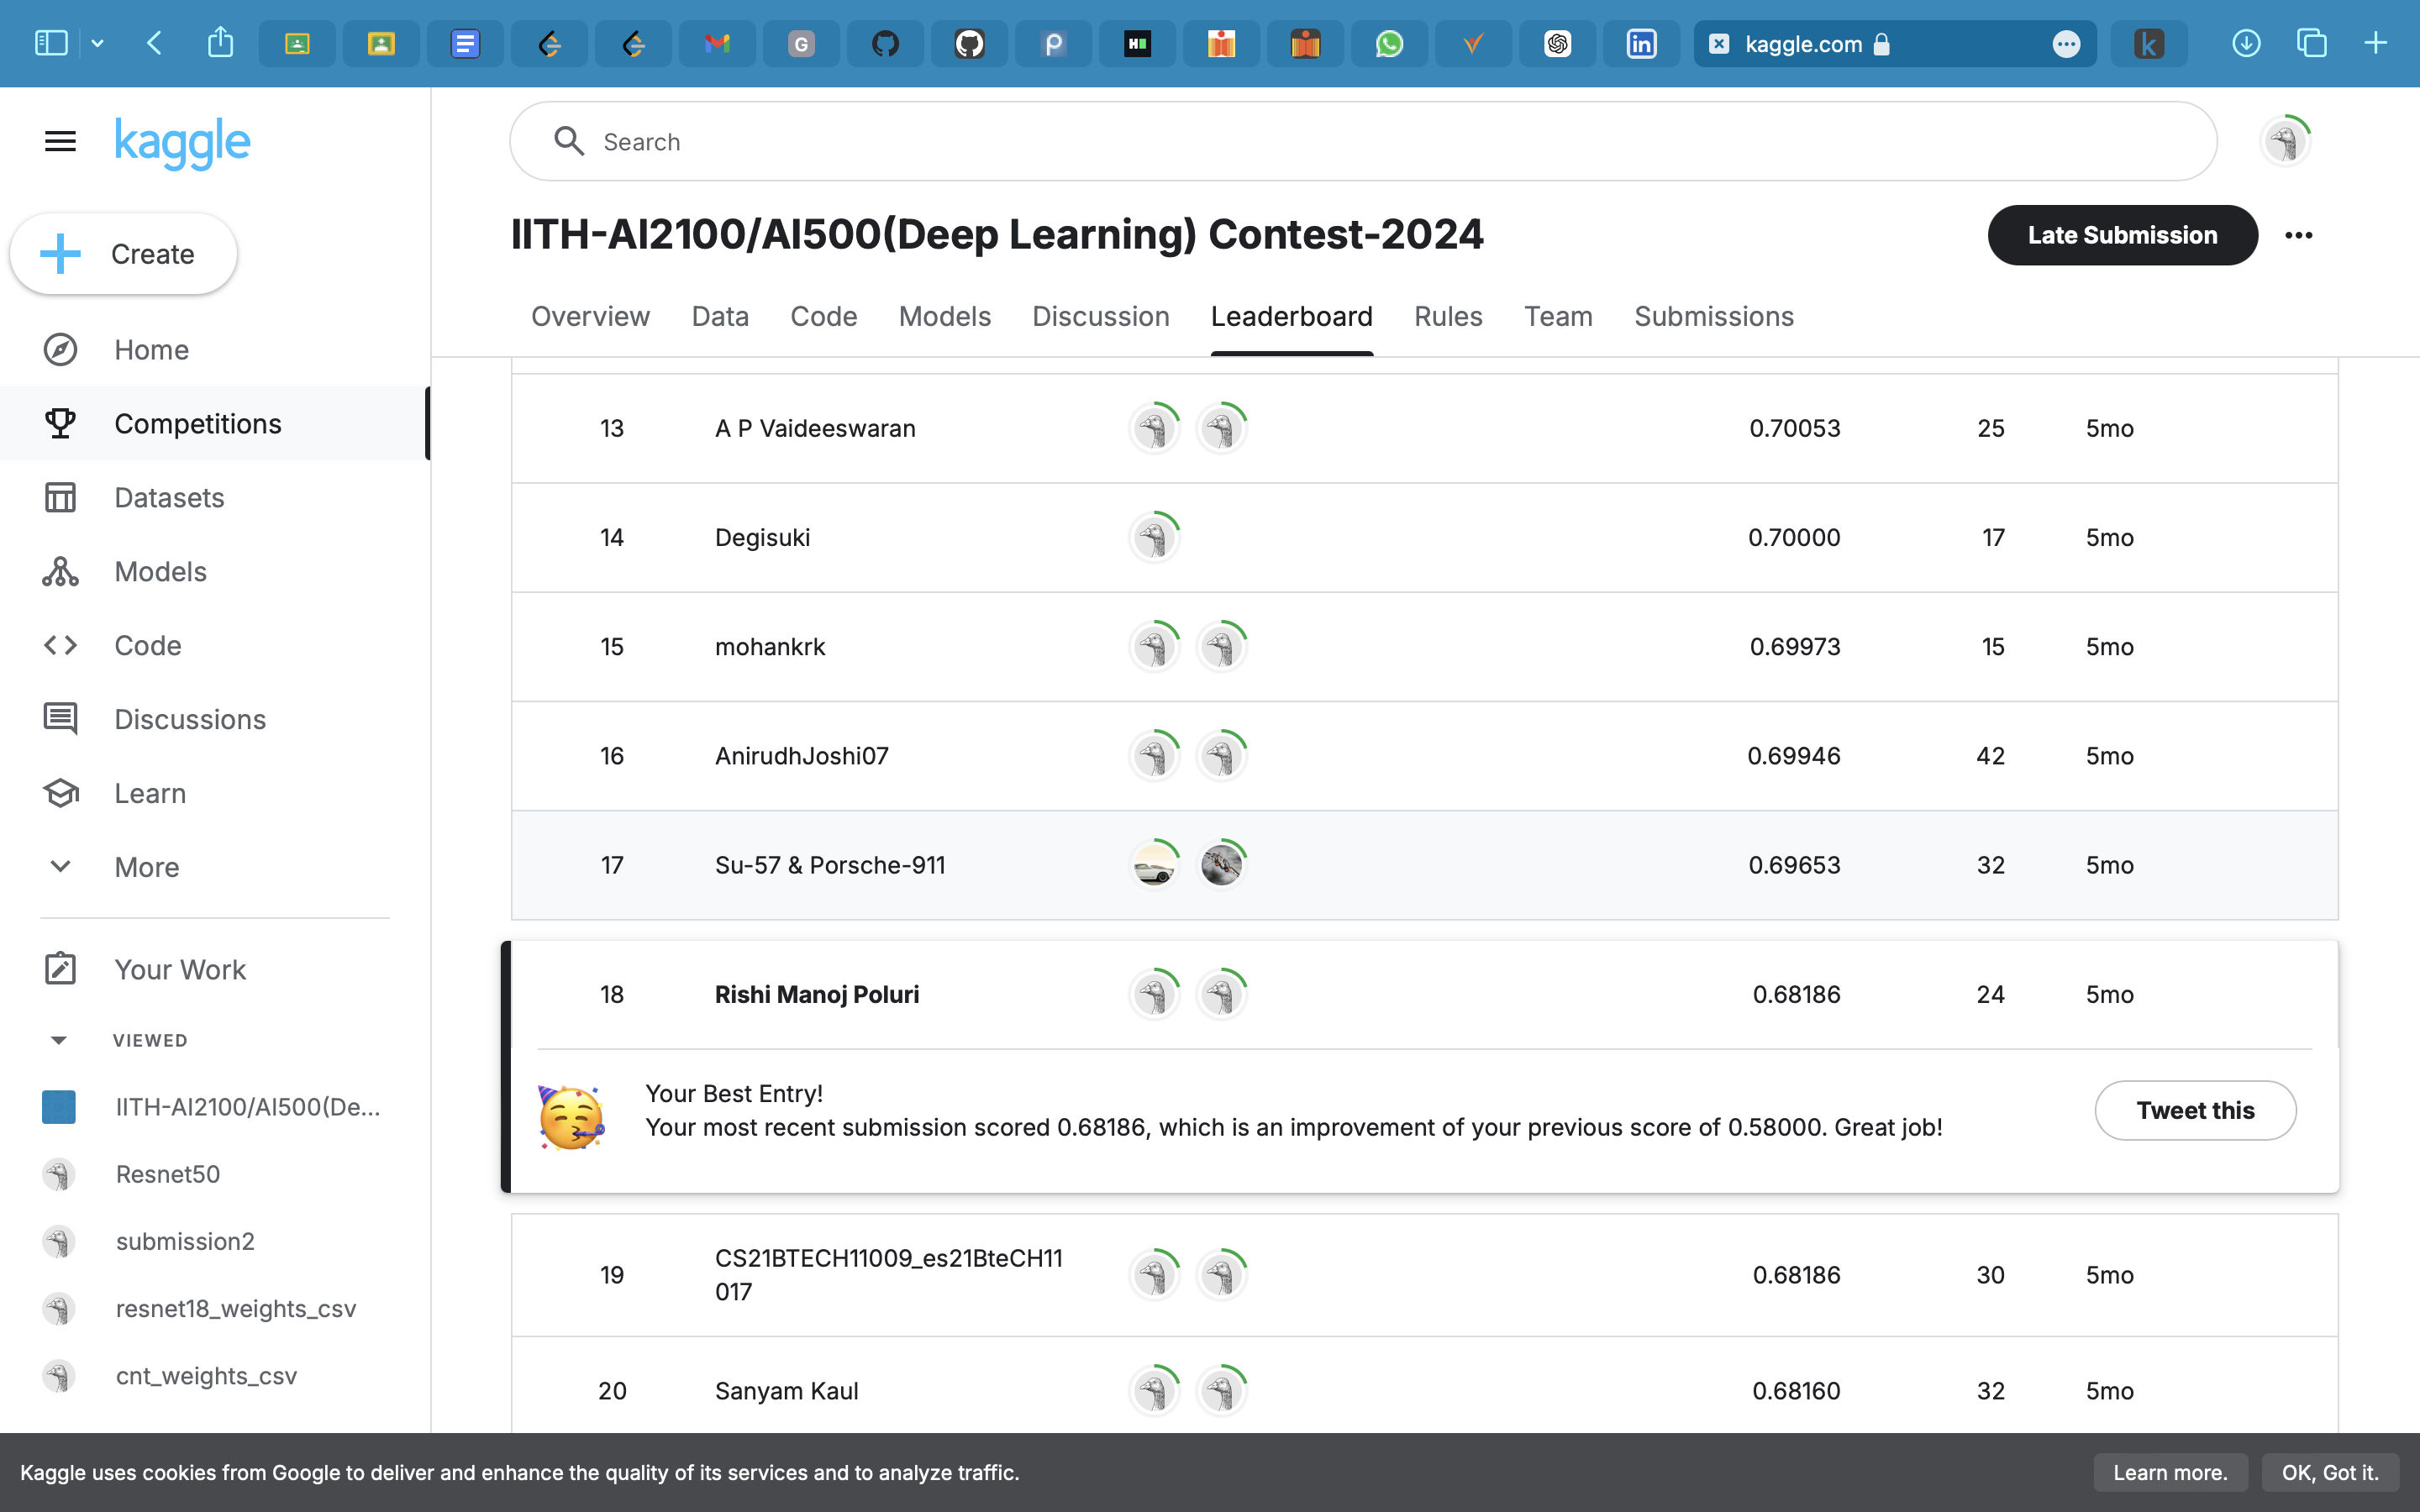 kaggle.com
kaggle
Search
Create
IITH-AI2100/AI500(Deep Learning) Contest-2024
Late Submission
Overview Data Code Models Discussion Leaderboard Rules Team Submissions
Home
Competitions
Datasets
Models
Code
Discussions
Learn
More
Your Work
VIEWED
IITH-AI2100/AI500(De...
Resnet50
submission2
resnet18_weights_csv
cnt_weights_csv
13 A P Vaideeswaran 0.70053 25 5mo
14 Degisuki 0.70000 17 5mo
15 mohankrk 0.69973 15 5mo
16 AnirudhJoshi07 0.69946 42 5mo
17 Su-57 & Porsche-911 0.69653 32 5mo
18 Rishi Manoj Poluri 0.68186 24 5mo
Your Best Entry!
Your most recent submission scored 0.68186, which is an improvement of your previous score of 0.58000. Great job!
Tweet this
19 CS21BTECH11009_es21BteCH11
017 0.68186 30 5mo
20 Sanyam Kaul 0.68160 32 5mo
Kaggle uses cookies from Google to deliver and enhance the quality of its services and to analyze traffic.
Learn more.
OK, Got it.